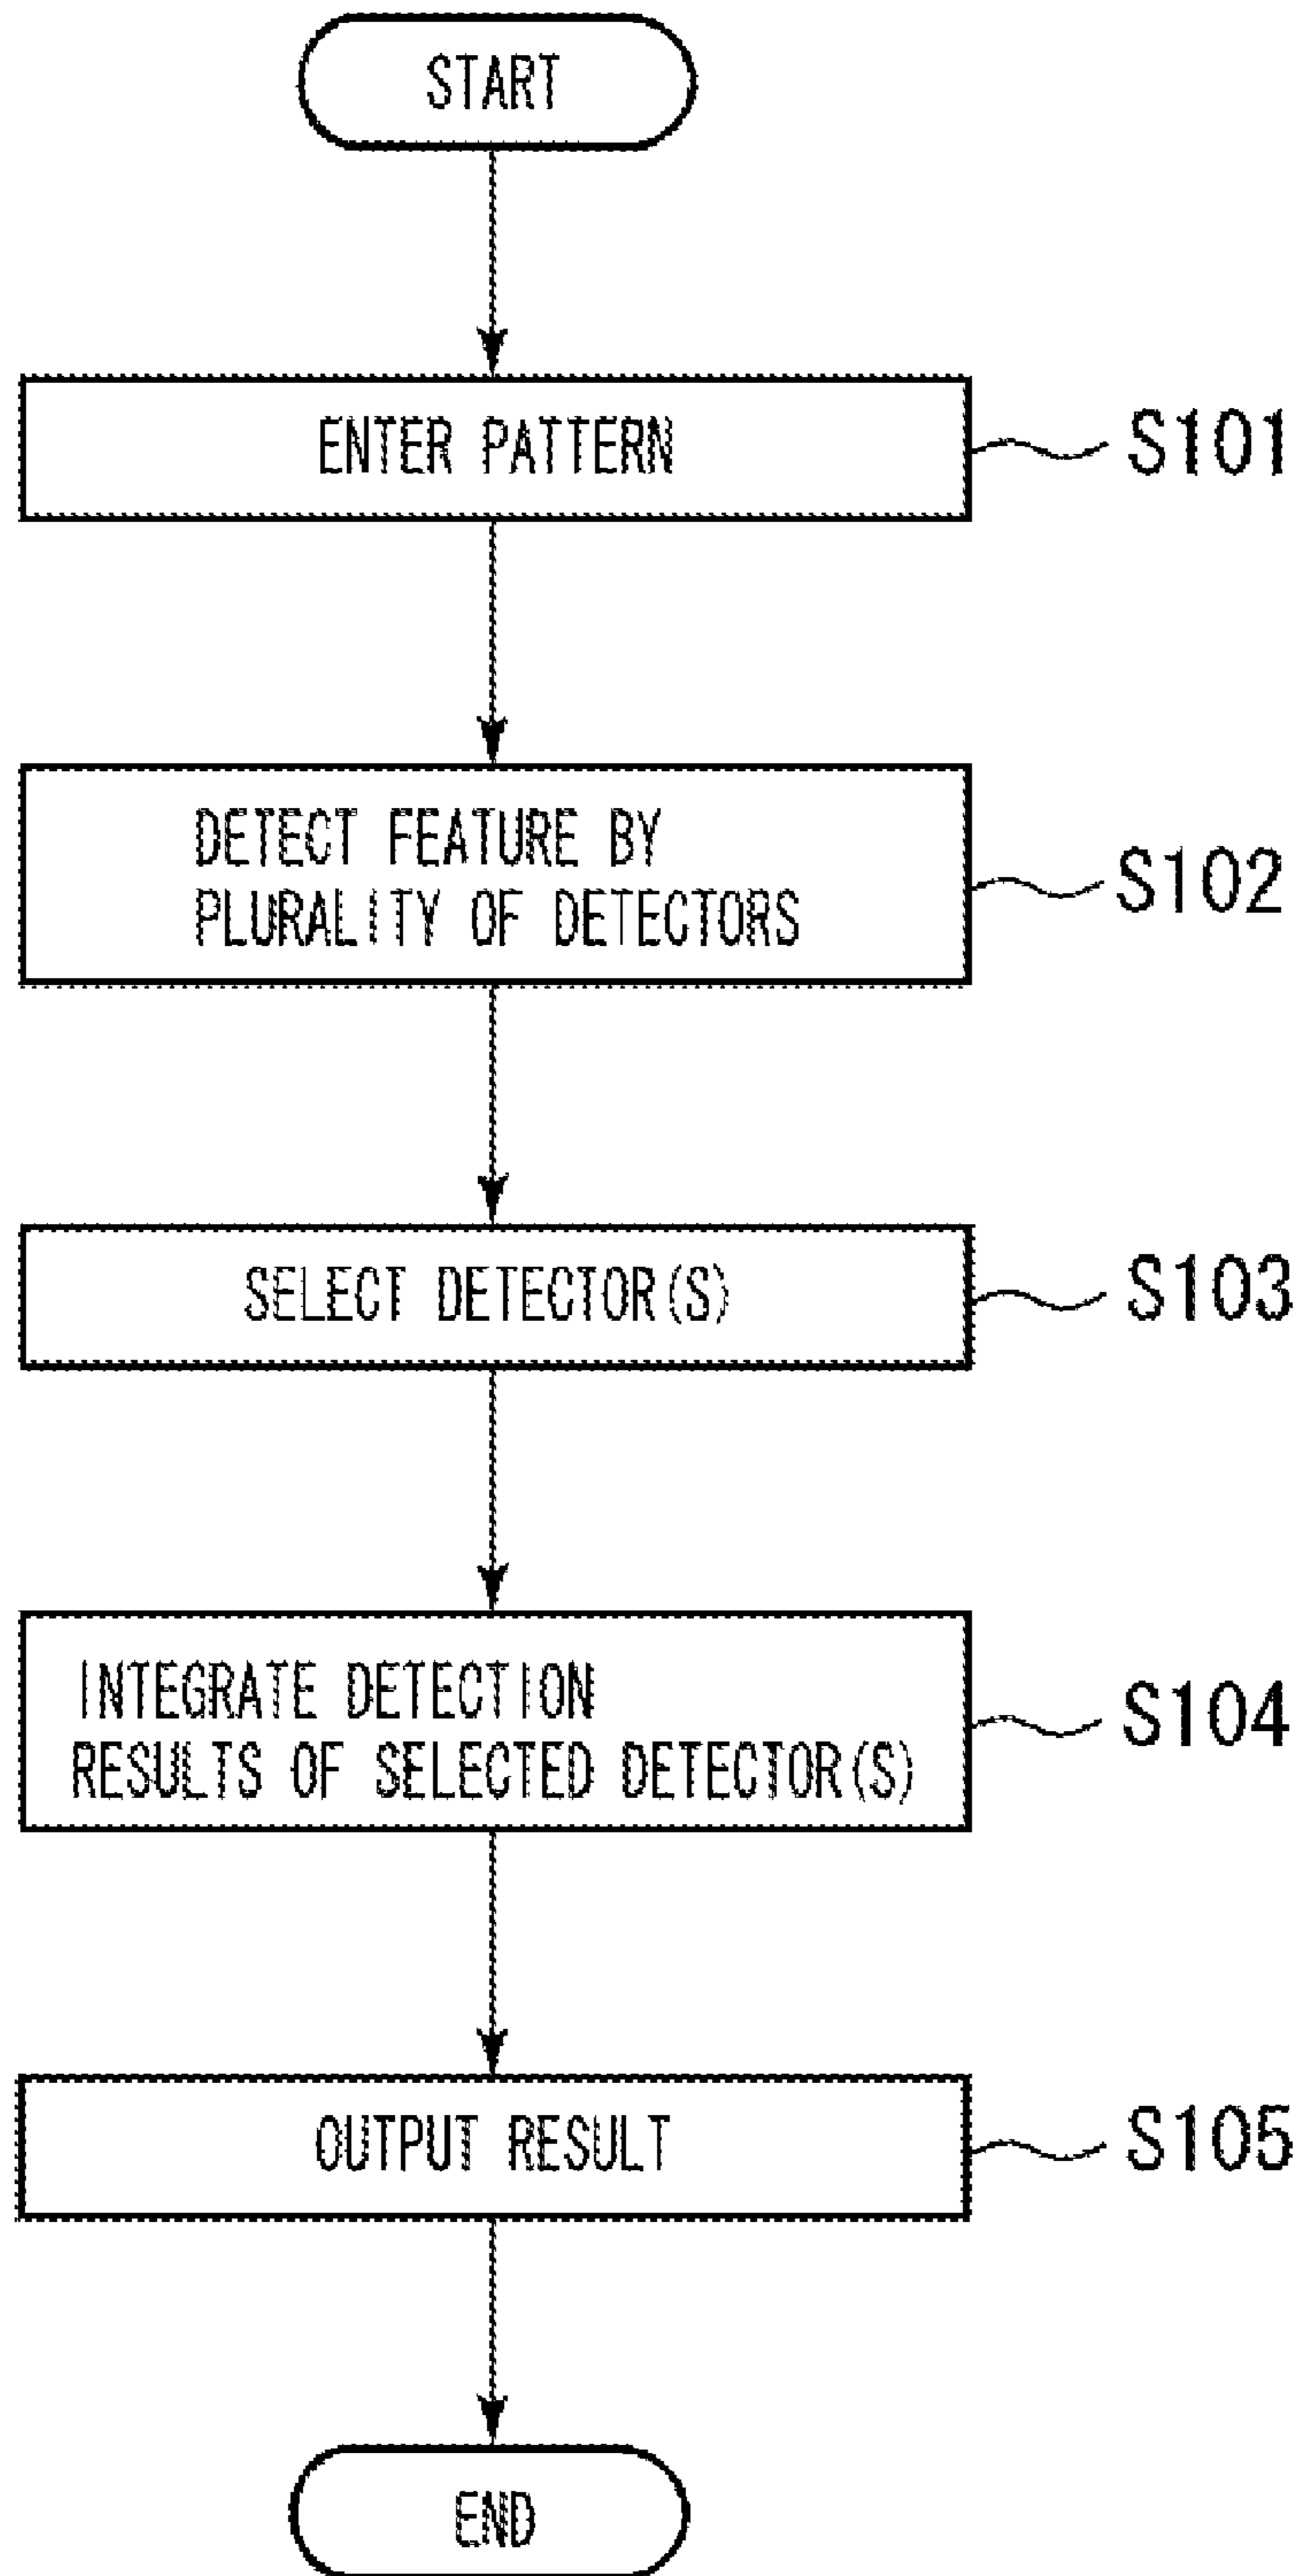 START
ENTER PATTERN
S101
DETECT FEATURE BY
PLURALITY OF DETECTORS
S102
SELECT DETECTOR(S)
S103
INTEGRATE DETECTION
RESULTS OF SELECTED DETECTOR(S)
S104
OUTPUT RESULT
S105
END